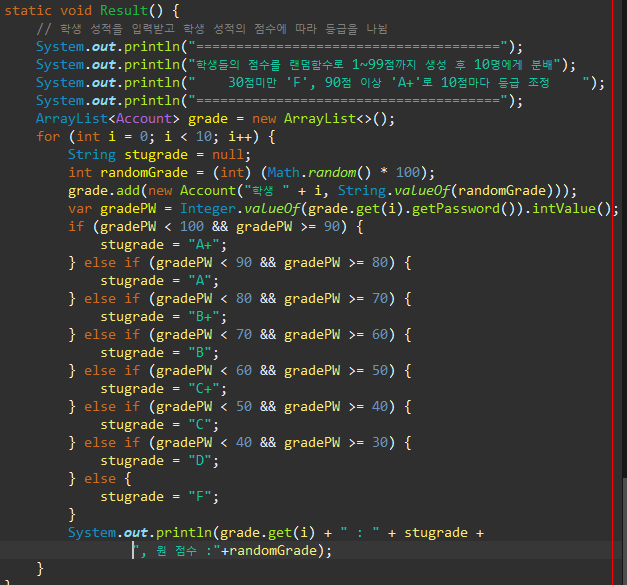 static void Result() {
// 학생 성적을 입력받고 학생 성적의 점수에 따라 등급을 나눔
System.out.println("======================================");
System.out.println("학생들의 점수를 랜덤함수로 1~99점까지 생성 후 10명에게 분배");
System.out.println("    30점미만 'F', 90점 이상 'A+'로 10점마다 등급 조정    ");
System.out.println("======================================");
ArrayList<Account> grade = new ArrayList<>();
for (int i = 0; i < 10; i++) {
String stugrade = null;
int randomGrade = (int) (Math.random() * 100);
grade.add(new Account("학생 " + i, String.valueOf(randomGrade)));
var gradePW = Integer.valueOf(grade.get(i).getPassword()).intValue();
if (gradePW < 100 && gradePW >= 90) {
stugrade = "A+";
} else if (gradePW < 90 && gradePW >= 80) {
stugrade = "A";
} else if (gradePW < 80 && gradePW >= 70) {
stugrade = "B+";
} else if (gradePW < 70 && gradePW >= 60) {
stugrade = "B";
} else if (gradePW < 60 && gradePW >= 50) {
stugrade = "C+";
} else if (gradePW < 50 && gradePW >= 40) {
stugrade = "C";
} else if (gradePW < 40 && gradePW >= 30) {
stugrade = "D";
} else {
stugrade = "F";
}
System.out.println(grade.get(i) + " : " + stugrade +
", 원 점수 :"+randomGrade);
}